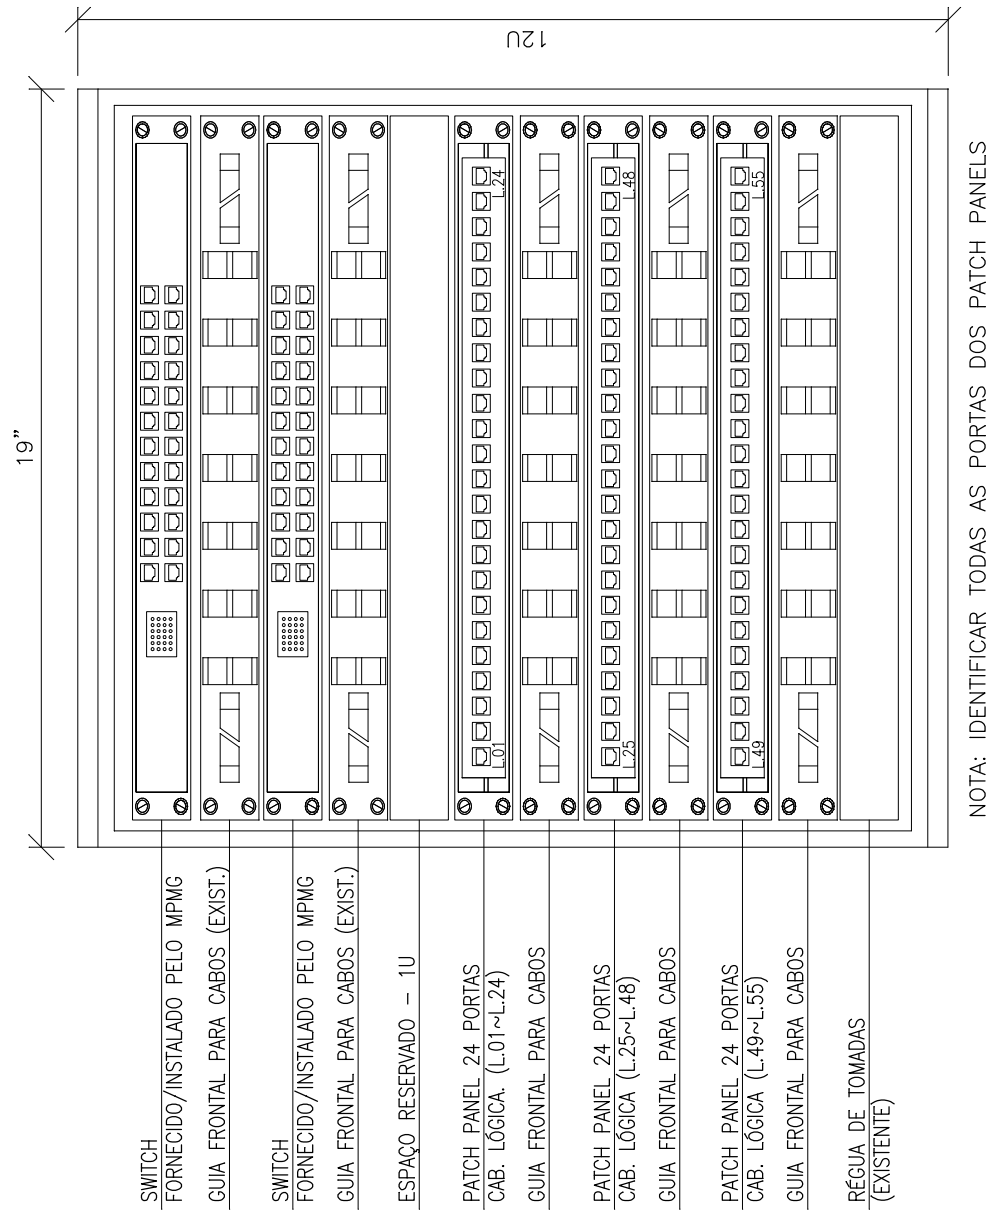 12U
19"
L.24
L.48
L.55
L.01
L.25
L.49
SWITCH
FORNECIDO/INSTALADO PELO MPMG
GUIA FRONTAL PARA CABOS (EXIST.)
SWITCH
FORNECIDO/INSTALADO PELO MPMG
GUIA FRONTAL PARA CABOS (EXIST.)
ESPAÇO RESERVADO - 1U
PATCH PANEL 24 PORTAS
CAB. LÓGICA. (L.01~L.24)
GUIA FRONTAL PARA CABOS
PATCH PANEL 24 PORTAS
CAB. LÓGICA (L.25~L.48)
GUIA FRONTAL PARA CABOS
PATCH PANEL 24 PORTAS
CAB. LÓGICA (L.49~L.55)
GUIA FRONTAL PARA CABOS
RÉGUA DE TOMADAS
(EXISTENTE)
NOTA: IDENTIFICAR TODAS AS PORTAS DOS PATCH PANELS